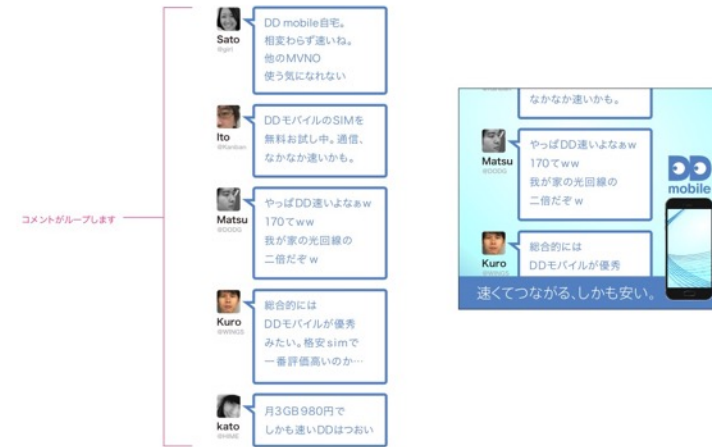 コメントがループします
Sato
@girl
DD mobile自宅。
相変わらず速いね。
他のMVNO
使う気になれない
Ito
@Kanban
DDモバイルのSIMを
無料お試し中。通信、
なかなか速いかも。
Matsu
@DODG
やっぱDD速いよなぁw
170てww
我が家の光回線の
二倍だぞw
Kuro
@WINGS
総合的には
DDモバイルが優秀
みたい。格安simで
一番評価高いのか…
kato
@HIME
月3GB980円で
しかも速いDDはつおい
なかなか速いかも。
Matsu
@DODG
やっぱDD速いよなぁw
170てww
我が家の光回線の
二倍だぞw
Kuro
@WINGS
総合的には
DDモバイルが優秀
DD
mobile
速くてつながる、しかも安い。